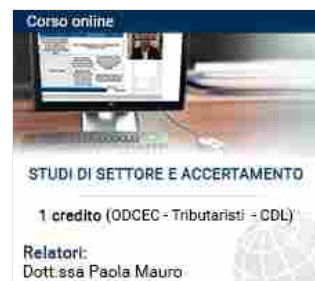 Corso online
STUDI DI SETTORE E ACCERTAMENTO
1 credito (ODCEC - Tributaristi - CDL)
Relatori:
Dott.ssa Paola Mauro